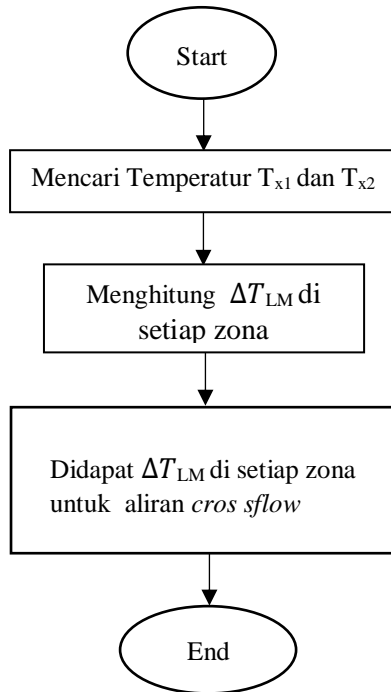 Start
Mencari Temperatur Tx1 dan Tx2
Menghitung ΔTLM di
setiap zona
Didapat ΔTLM di setiap zona
untuk aliran cros sflow
End